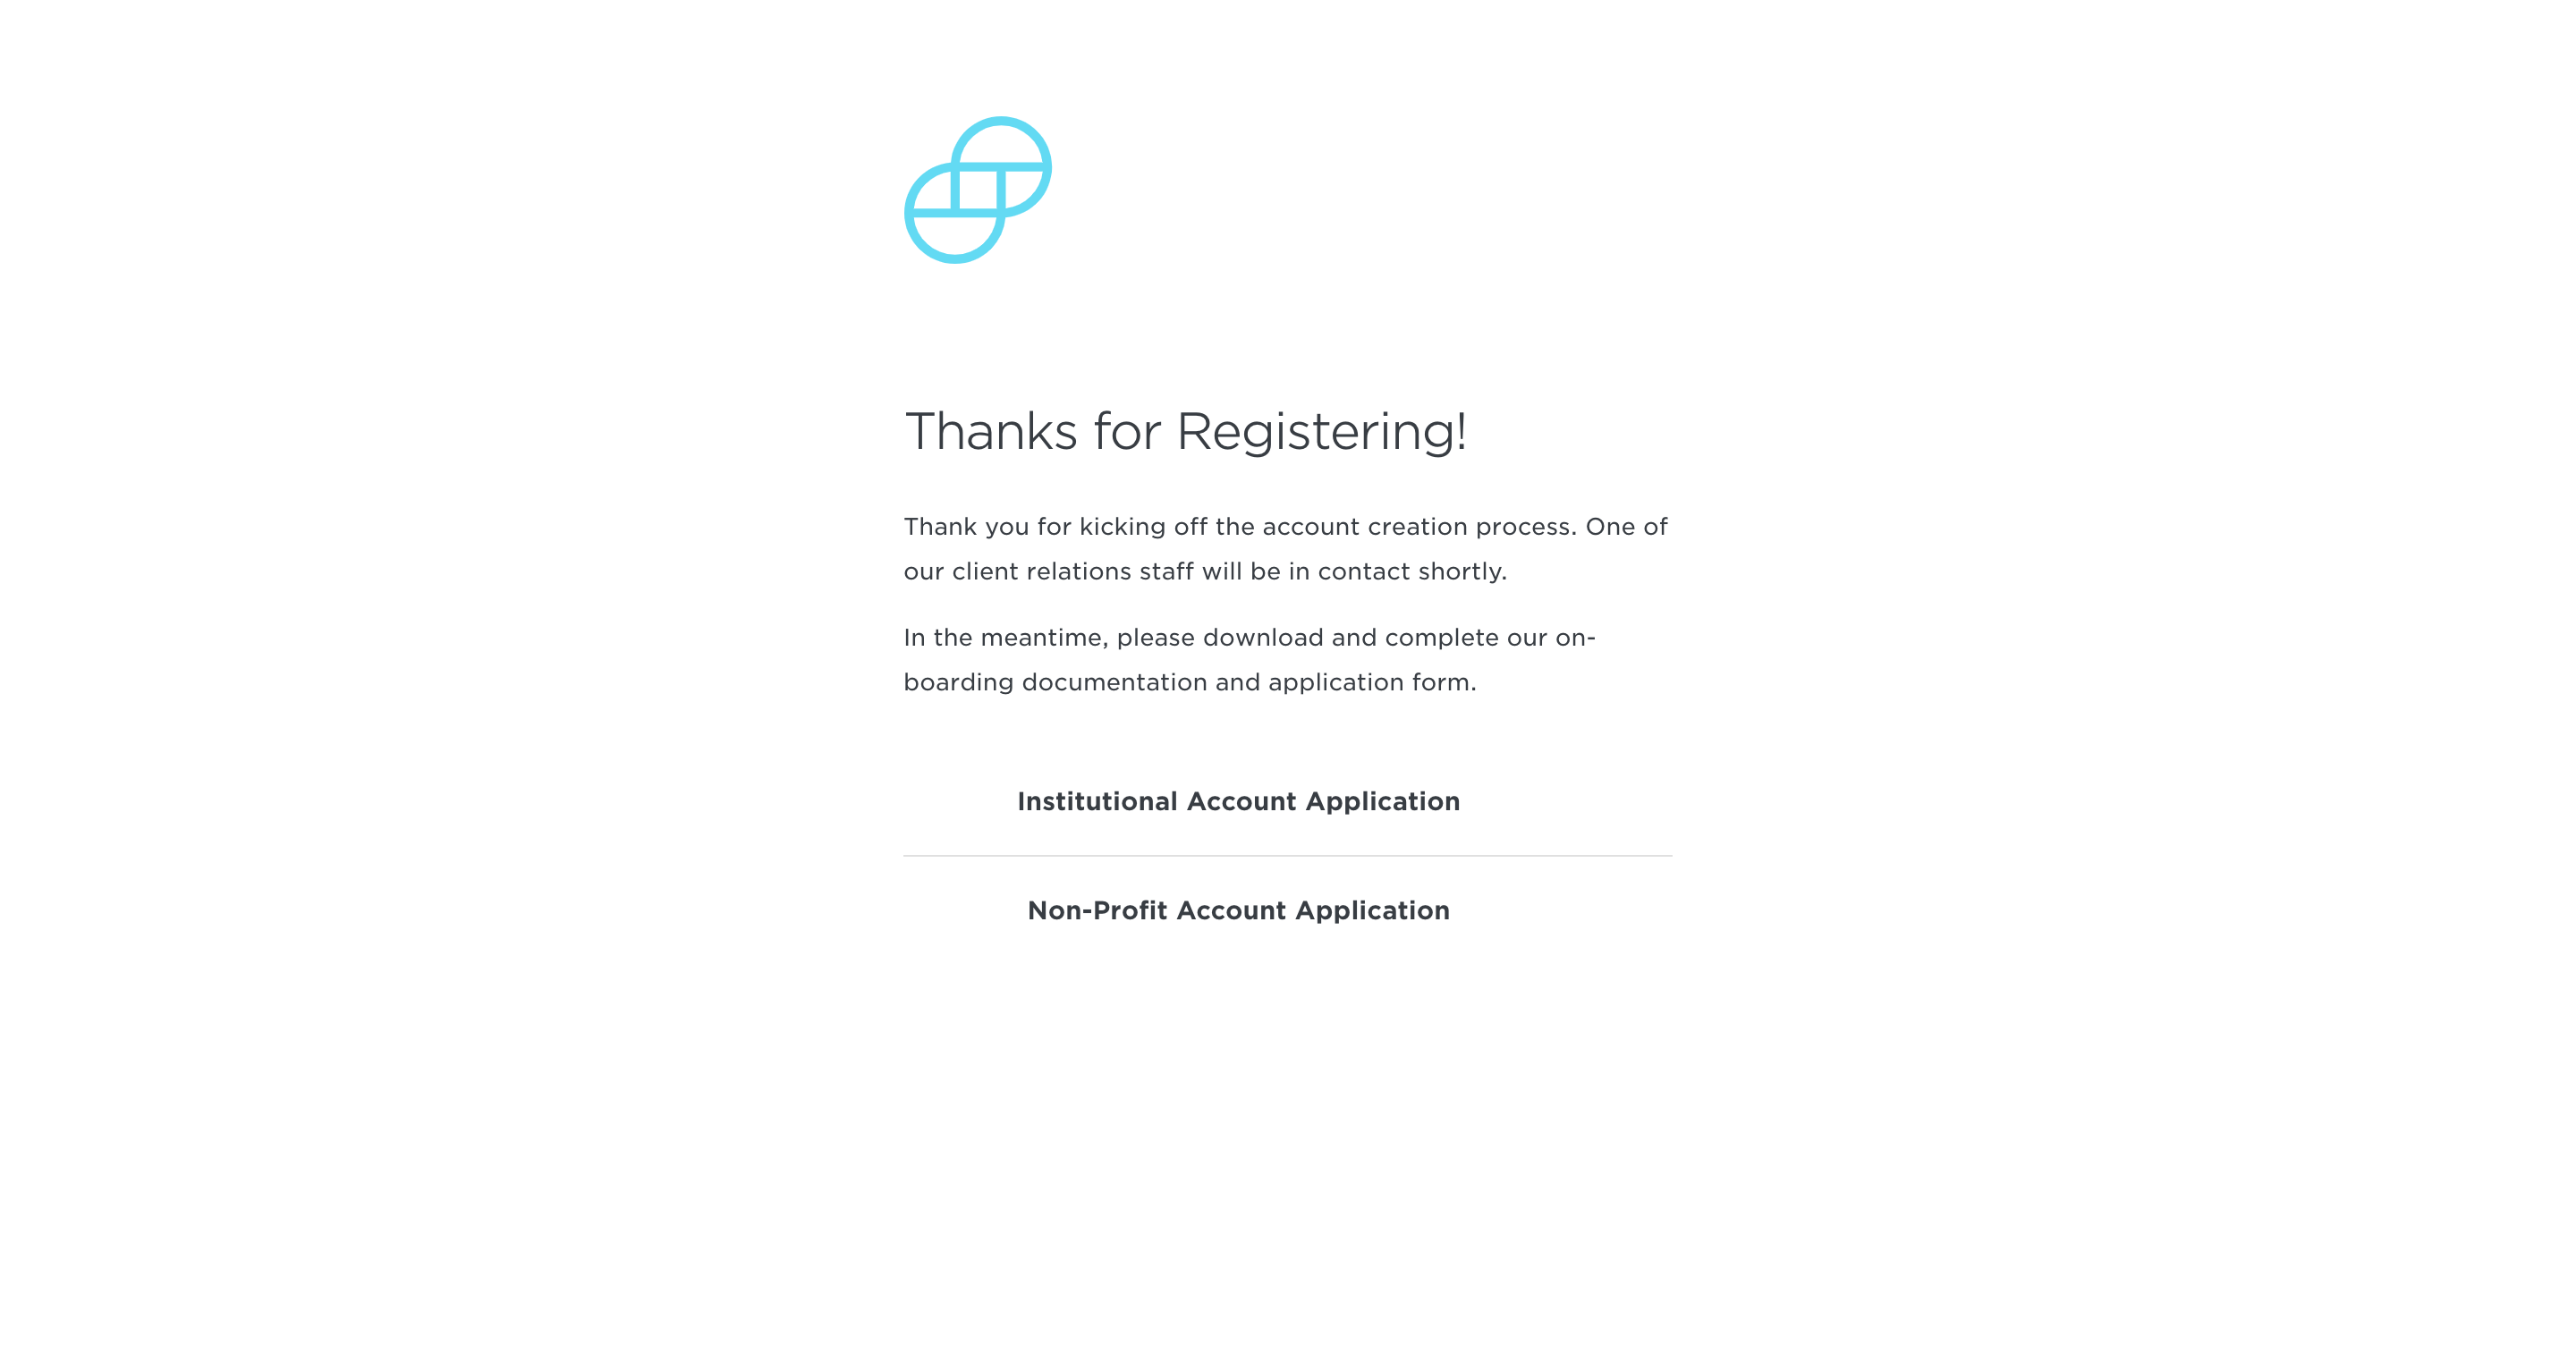 Thanks for Registering!
Thank you for kicking off the account creation process. One of
our client relations staff will be in contact shortly.
In the meantime, please download and complete our on-
boarding documentation and application form.
Institutional Account Application
Non-Profit Account Application